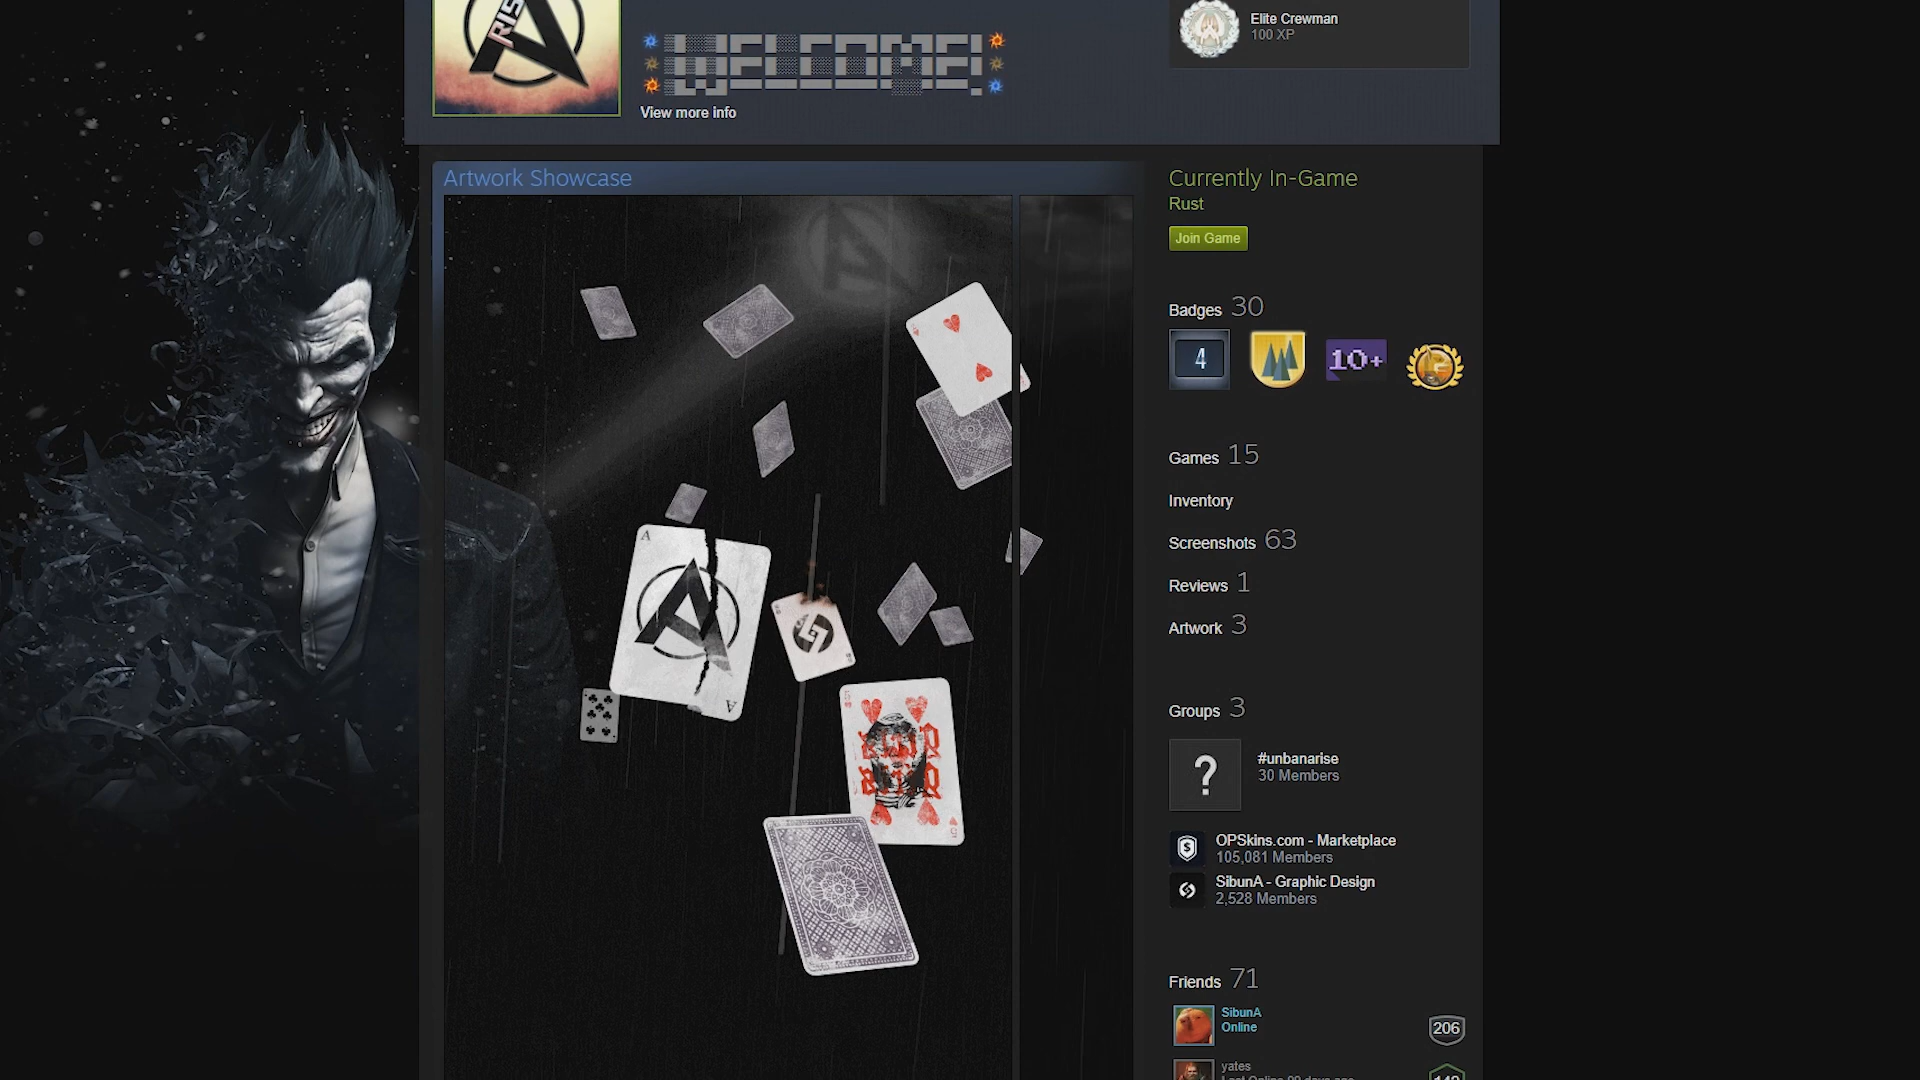 RIS
WELCOME!
View more info
Elite Crewman
100 XP
Artwork Showcase
Currently In-Game
Rust
Join Game
Badges 30
4
10+
Games 15
Inventory
Screenshots 63
Reviews 1
Artwork 3
Groups 3
?
#unbanarise
30 Members
OPSkins.com - Marketplace
105,081 Members
SibunA - Graphic Design
2,528 Members
Friends 71
SibunA
Online
206
yates
A
A